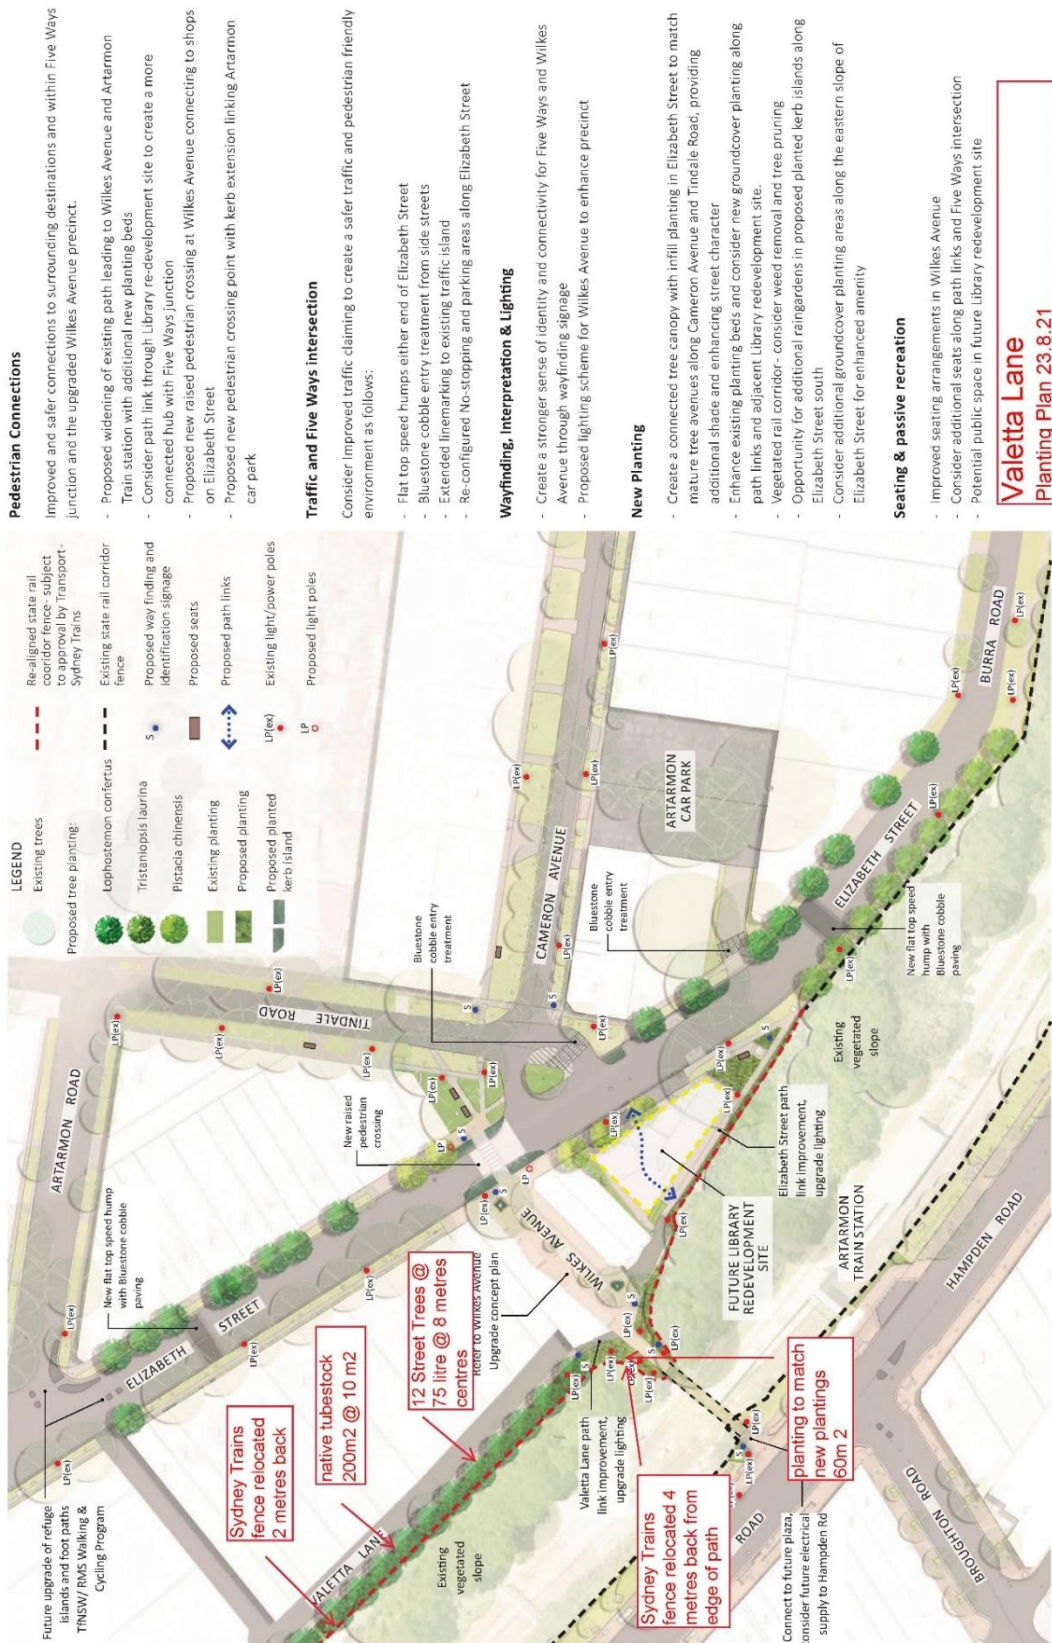 Pedestrian Connections
Improved and safer connections to surrounding destinations and within Five Ways
junction and the upgraded Wilkes Avenue precinct.
- Proposed widening of existing path leading to Wilkes Avenue and Artarmon
Train station with additional new planting beds
- Consider path link through Library re-development site to create a more
connected hub with Five Ways junction
- Proposed new raised pedestrian crossing at Wilkes Avenue connecting to shops
on Elizabeth Street
- Proposed new pedestrian crossing point with kerb extension linking Artarmon
car park
Traffic and Five Ways intersection
Consider Improved traffic claiming to create a safer traffic and pedestrian friendly
environment as follows:
- Flat top speed humps either end of Elizabeth Street
- Bluestone cobble entry treatment from side streets
- Extended linemarking to existing traffic island
- Re-configured No-stopping and parking areas along Elizabeth Street
Wayfinding, Interpretation & Lighting
- Create a stronger sense of identity and connectivity for Five Ways and Wilkes
Avenue through wayfinding signage
- Proposed lighting scheme for Wilkes Avenue to enhance precinct
New Planting
- Create a connected tree canopy with infill planting in Elizabeth Street to match
mature tree avenues along Cameron Avenue and Tindale Road, providing
additional shade and enhancing street character
- Enhance existing planting beds and consider new groundcover planting along
path links and adjacent Library redevelopment site.
- Vegetated rail corridor- consider weed removal and tree pruning
- Opportunity for additional raingardens in proposed planted kerb islands along
Elizabeth Street south
- Consider additional groundcover planting areas along the eastern slope of
Elizabeth Street for enhanced amenity
Seating & passive recreation
- Improved seating arrangements in Wilkes Avenue
- Consider additional seats along path links and Five Ways intersection
- Potential public space in future Library redevelopment site
Valetta Lane
Planting Plan 23.8.21
LEGEND
Existing trees
Proposed tree planting:
Lophostemon confertus
Tristaniopsis laurina
Pistacia chinensis
Existing planting
Proposed planting
Proposed planted
kerb island
Re-aligned state rail
cooridor fence- subject
to approval by Transport-
Sydney Trains
Existing state rail corridor
fence
S
Proposed way finding and
identification signage
Proposed seats
Proposed path links
LP(ex)
Existing light/power poles
LP
Proposed light poles
Future upgrade of refuge
islands and foot paths
TfNSW/ RMS Walking &
Cycling Program
ARTARMON ROAD
New flat top speed hump
with Bluestone cobble
paving
ELIZABETH STREET
TINDALE ROAD
New raised
pedestrian
crossing
Bluestone
cobble entry
treatment
CAMERON AVENUE
ARTARMON
CAR PARK
Bluestone
cobble entry
treatment
ELIZABETH STREET
BURRA ROAD
New flat top speed
hump with
Bluestone cobble
paving
Existing
vegetated
slope
Elizabeth Street path
link improvement,
upgrade lighting
FUTURE LIBRARY
REDEVELOPMENT
SITE
ARTARMON
TRAIN STATION
HAMPDEN ROAD
WILKES AVENUE
Refer to Wilkes Avenue
Upgrade concept plan
Valetta Lane path
link improvement,
upgrade lighting
VALETTA LANE
Existing
vegetated
slope
Connect to future plaza,
consider future electrical
supply to Hampden Rd
ROAD
BROUGHTON ROAD
Sydney Trains
fence relocated
2 metres back
native tubestock
200m2 @ 10 m2
12 Street Trees @
75 litre @ 8 metres
centres
Sydney Trains
fence relocated 4
metres back from
edge of path
planting to match
new plantings
60m 2